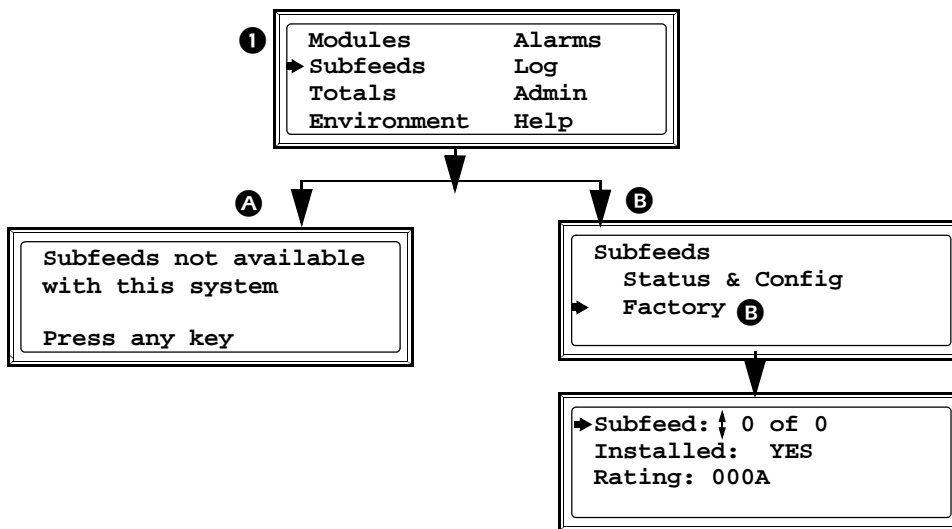 1
Modules Alarms
Subfeeds Log
Totals Admin
Environment Help
A
Subfeeds not available
with this system
Press any key
B
Subfeeds
Status & Config
Factory B
Subfeed: 0 of 0
Installed: YES
Rating: 000A